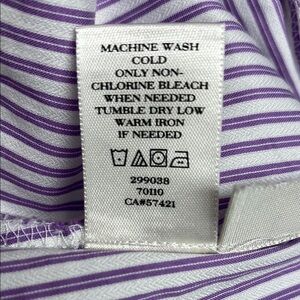 MACHINE WASH
COLD
ONLY NON-
CHLORINE BLEACH
WHEN NEEDED
TUMBLE DRY LOW
WARM IRON
IF NEEDED
299038
70110
CA#57421